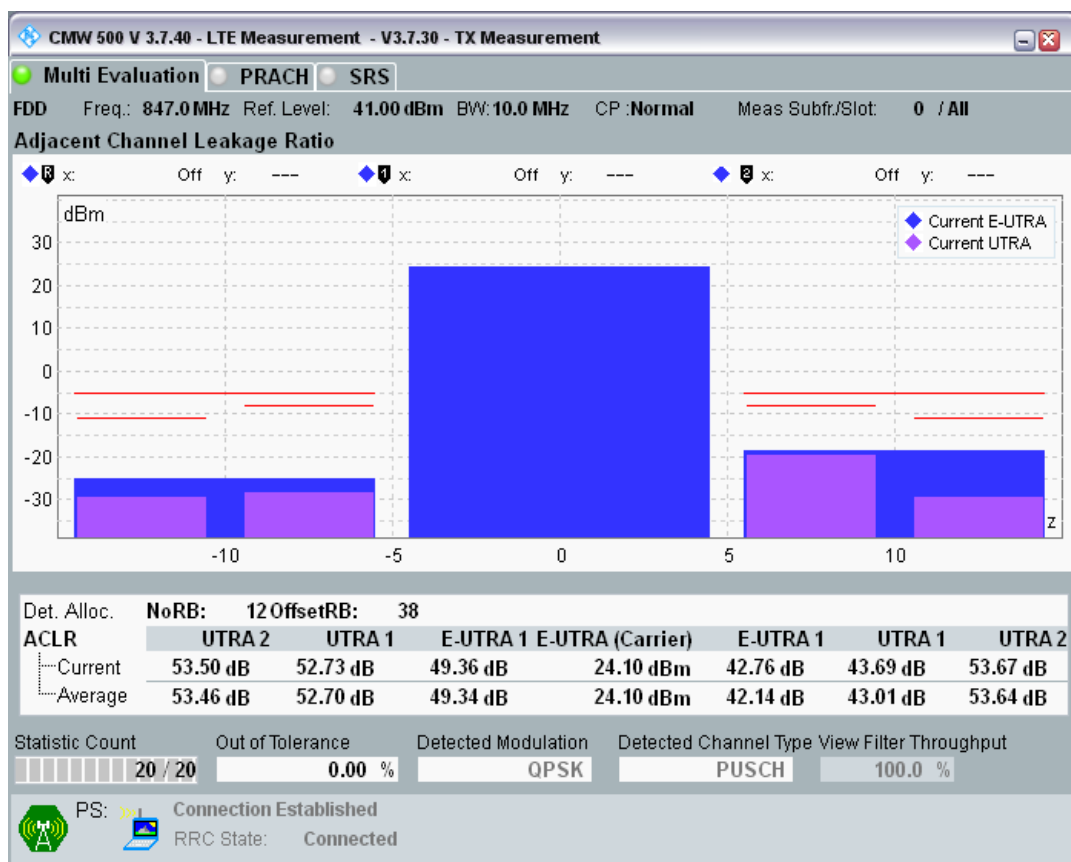 CMW 500 V 3.7.40 - LTE Measurement - V3.7.30 - TX Measurement
Multi Evaluation PRACH SRS
FDD Freq.: 847.0 MHz Ref. Level: 41.00 dBm BW: 10.0 MHz CP :Normal Meas Subfr./Slot: 0 / All
Adjacent Channel Leakage Ratio
R x: Off y: --- 1 x: Off y: --- 2 x: Off y: ---
dBm
Current E-UTRA
Current UTRA
30
20
10
0
-10
-20
-30
z
-10 -5 0 5 10
Det. Alloc. NoRB: 12 OffsetRB: 38
ACLR UTRA 2 UTRA 1 E-UTRA 1 E-UTRA (Carrier) E-UTRA 1 UTRA 1 UTRA 2
Current 53.50 dB 52.73 dB 49.36 dB 24.10 dBm 42.76 dB 43.69 dB 53.67 dB
Average 53.46 dB 52.70 dB 49.34 dB 24.10 dBm 42.14 dB 43.01 dB 53.64 dB
Statistic Count Out of Tolerance Detected Modulation Detected Channel Type View Filter Throughput
20 / 20 0.00 % QPSK PUSCH 100.0 %
PS: Connection Established
RRC State: Connected